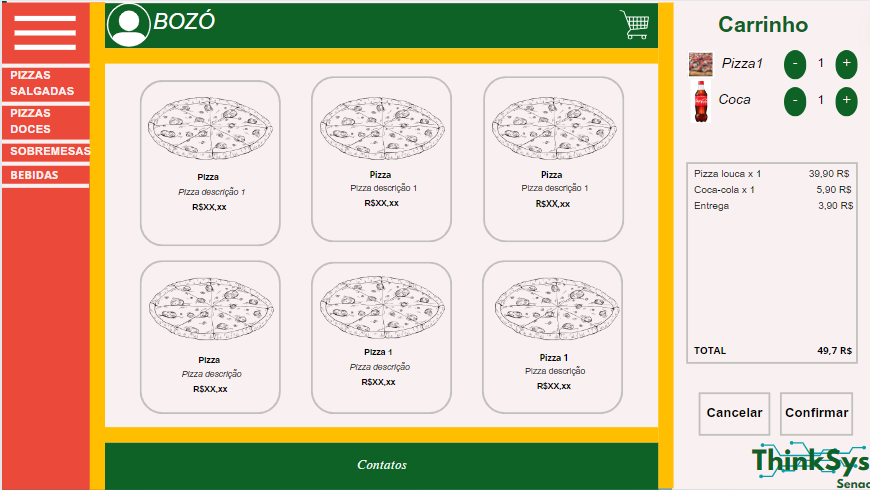 BOZÓ
PIZZAS
SALGADAS
PIZZAS
DOCES
SOBREMESAS
BEBIDAS
Pizza
Pizza descrição 1
R$XX,xx
Pizza
Pizza descrição 1
R$XX,xx
Pizza
Pizza descrição 1
R$XX,xx
Pizza
Pizza descrição
R$XX,xx
Pizza 1
Pizza descrição
R$XX,xx
Pizza 1
Pizza descrição
R$XX,xx
Contatos
Carrinho
Pizza1 - 1 +
Coca - 1 +
Pizza louca x 1 39,90 R$
Coca-cola x 1 5,90 R$
Entrega 3,90 R$
TOTAL 49,7 R$
Cancelar Confirmar
ThinkSys
Senac